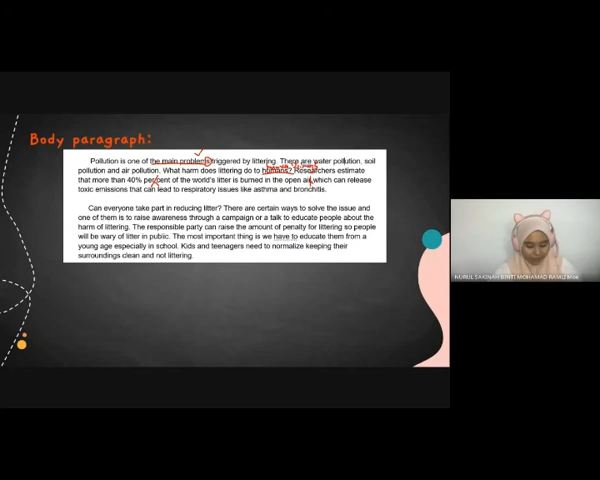 Body paragraph:
Pollution is one of the main problems triggered by littering. There are water pollution, soil
pollution and air pollution. What harm does littering do to humans? Researchers estimate
that more than 40% percent of the world's litter is burned in the open air which can release
toxic emissions that can lead to respiratory issues like asthma and bronchitis.
Can everyone take part in reducing litter? There are certain ways to solve the issue and
one of them is to raise awareness through a campaign or a talk to educate people about the
harm of littering. The responsible party can raise the amount of penalty for littering so people
will be wary of litter in public. The most important thing is we have to educate them from a
young age especially in school. Kids and teenagers need to normalize keeping their
surroundings clean and not littering.
BINTI MOHAMAD